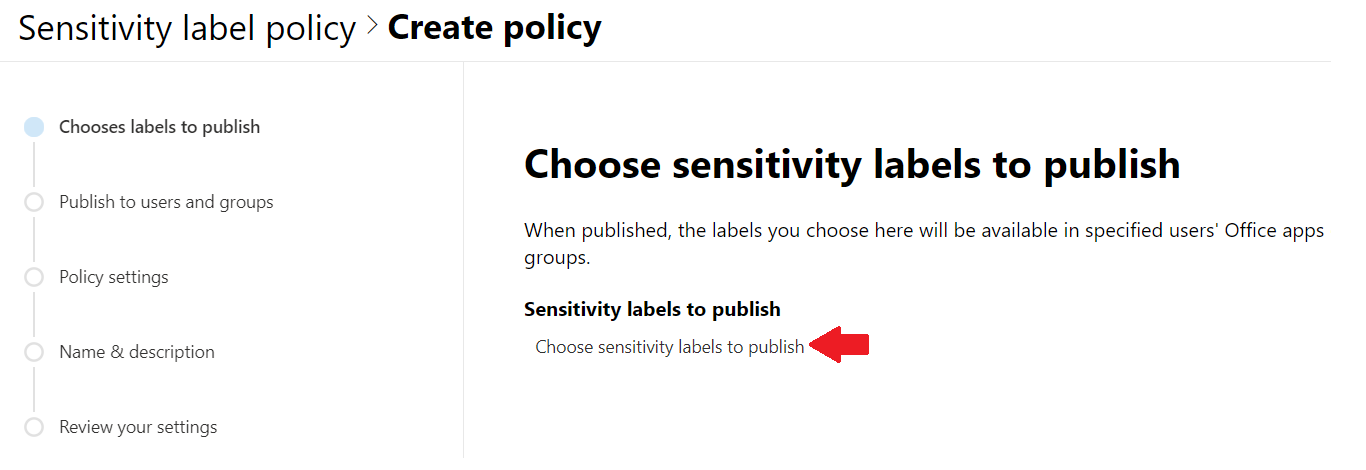 Sensitivity label policy > Create policy
Chooses labels to publish
Publish to users and groups
Policy settings
Name & description
Review your settings
Choose sensitivity labels to publish
When published, the labels you choose here will be available in specified users' Office apps
groups.
Sensitivity labels to publish
Choose sensitivity labels to publish